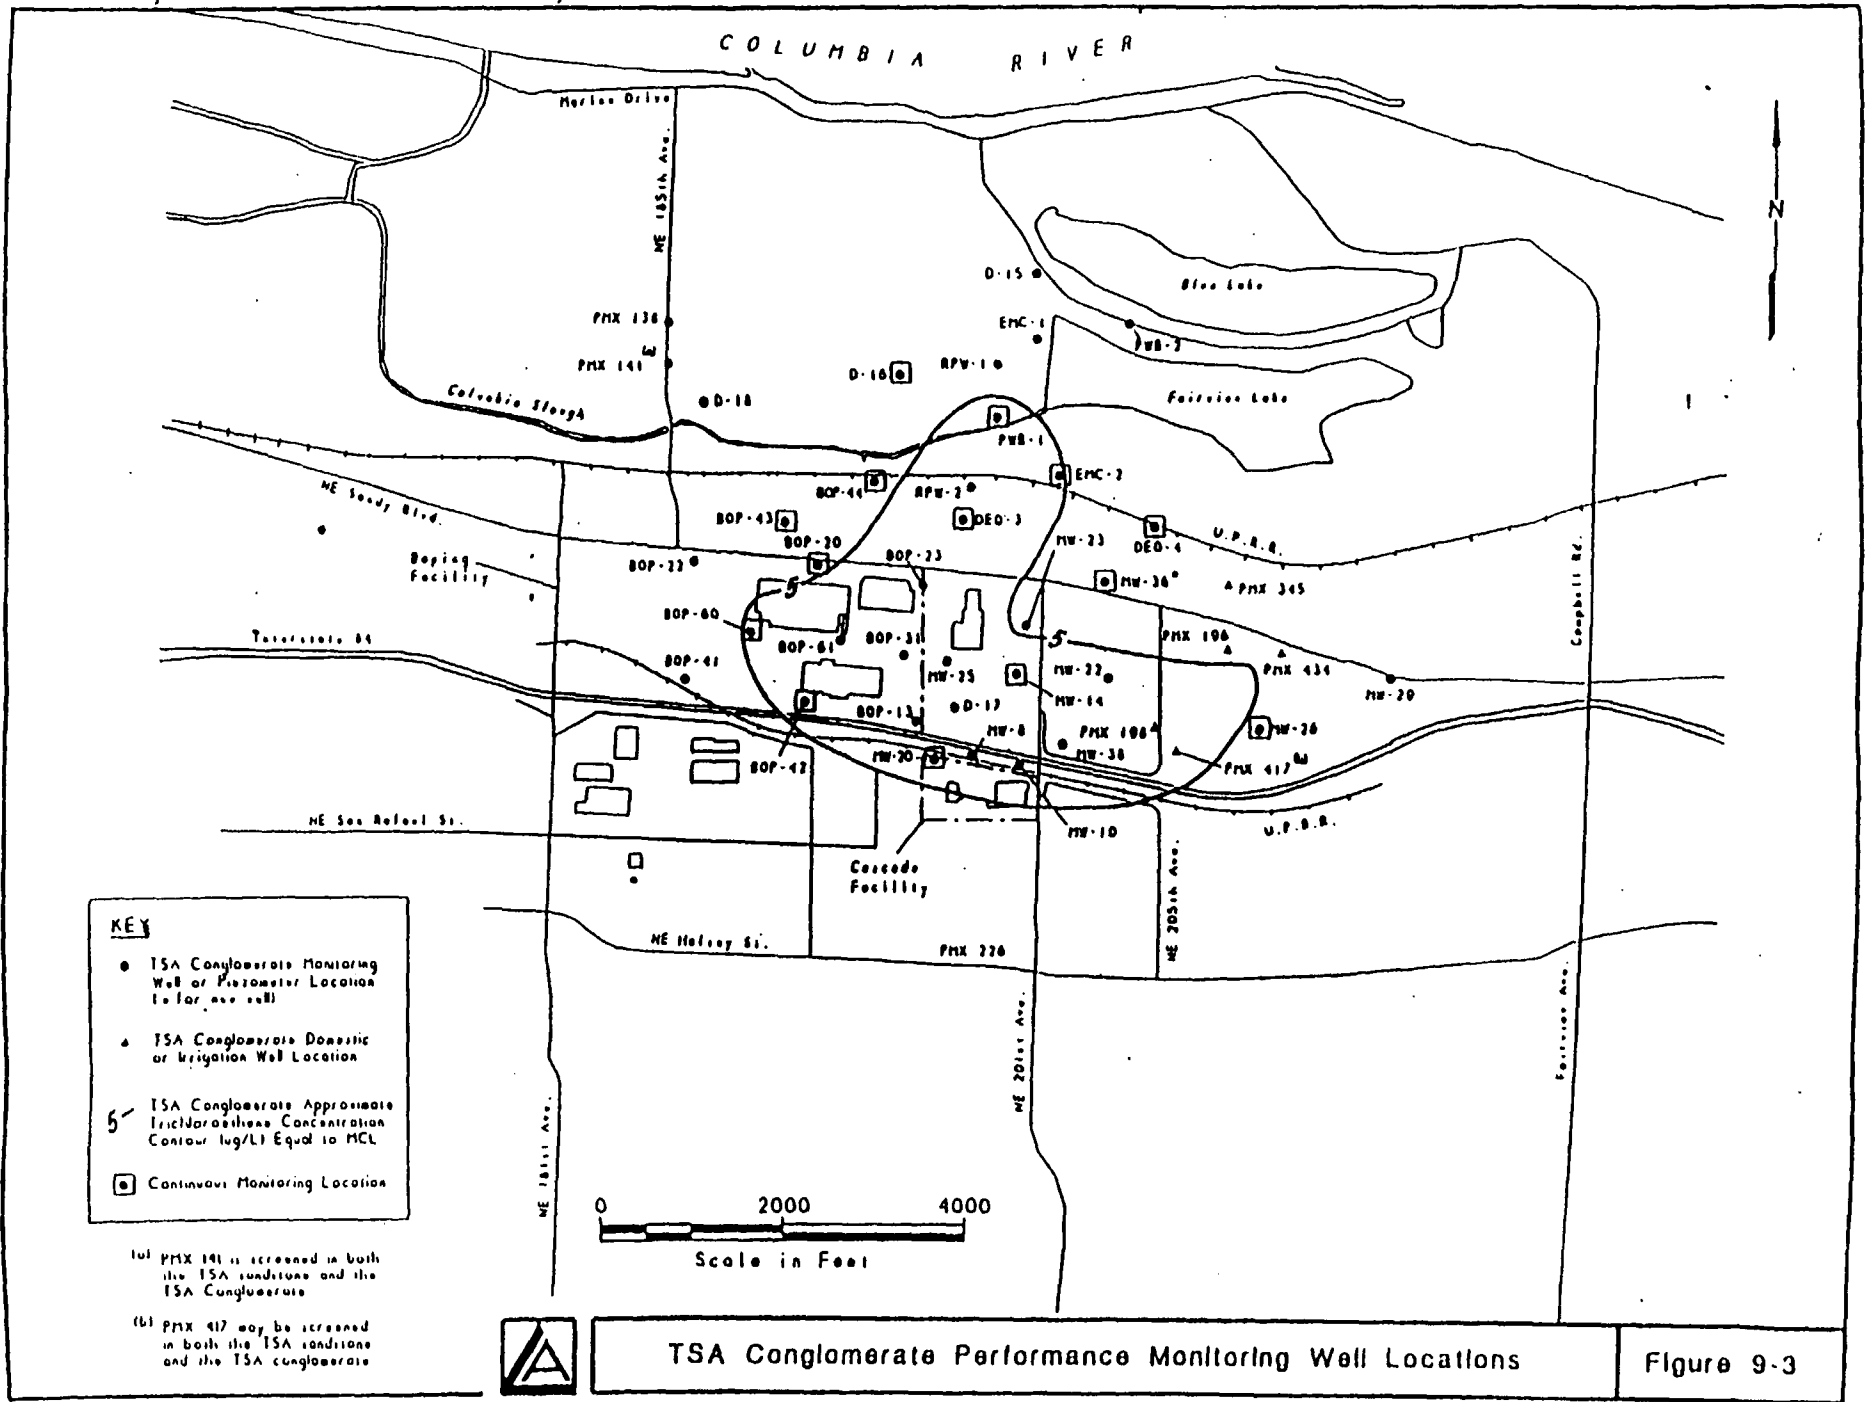 COLUMBIA RIVER
Marine Drive
NE 185th Ave.
N
D-15
Blue Lake
PMX 138
EMC-1
PWB-2
PMX 141
D-16
RPW-1
Columbia Slough
D-18
Fairview Lake
PWB-1
EMC-2
NE Sandy Blvd.
BOP-44
RPW-2
BOP-43
DEQ-3
U.P.R.R.
DEQ-4
MW-23
BOP-20
BOP-23
Boeing
Facility
BOP-22
MW-36
PMX 345
Campbell Rd.
5
BOP-60
Interstate 84
BOP-61
BOP-31
5
PMX 196
PMX 434
BOP-41
MW-25
MW-22
MW-29
MW-14
BOP-13
D-17
MW-8
PMX 198
MW-26
MW-38
BOP-42
MW-20
PMX 417
NE San Rafael St.
MW-10
U.P.R.R.
Cascade
Facility
NE 205th Ave.
NE Halsey St.
PMX 226
NE 181st Ave.
NE 201st Ave.
Fairview Ave.
KEY
TSA Conglomerate Monitoring
Well or Piezometer Location
TSA Conglomerate Domestic
or Irrigation Well Location
5
TSA Conglomerate Approximate
Trichloroethene Concentration
Contour (ug/L) Equal to MCL
Continuous Monitoring Location
(a) PMX 141 is screened in both
the TSA sandstone and the
TSA Conglomerate
(b) PMX 417 may be screened
in both the TSA sandstone
and the TSA conglomerate
0 2000 4000
Scale in Feet
TSA Conglomerate Performance Monitoring Well Locations
Figure 9-3